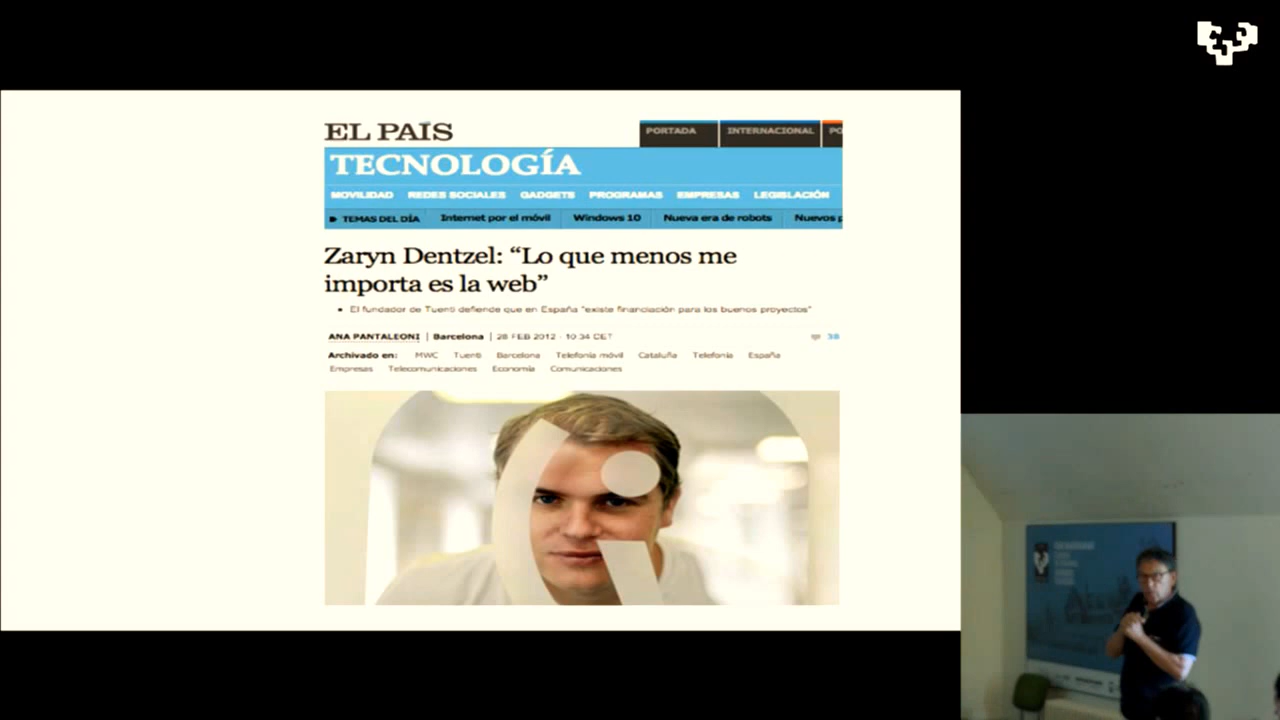 EL PAÍS
PORTADA
INTERNACIONAL
PO
TECNOLOGÍA
MOVILIDAD REDES SOCIALES GADGETS PROGRAMAS EMPRESAS LEGISLACIÓN
TEMAS DEL DÍA Internet por el móvil Windows 10 Nueva era de robots Nuevos p
Zaryn Dentzel: “Lo que menos me
importa es la web”
• El fundador de Tuenti defiende que en España "existe financiación para los buenos proyectos"
ANA PANTALEONI | Barcelona | 28 FEB 2012 - 10:34 CET
38
Archivado en: MWC Tuenti Barcelona Telefonía móvil Cataluña Telefonía España
Empresas Telecomunicaciones Economía Comunicaciones